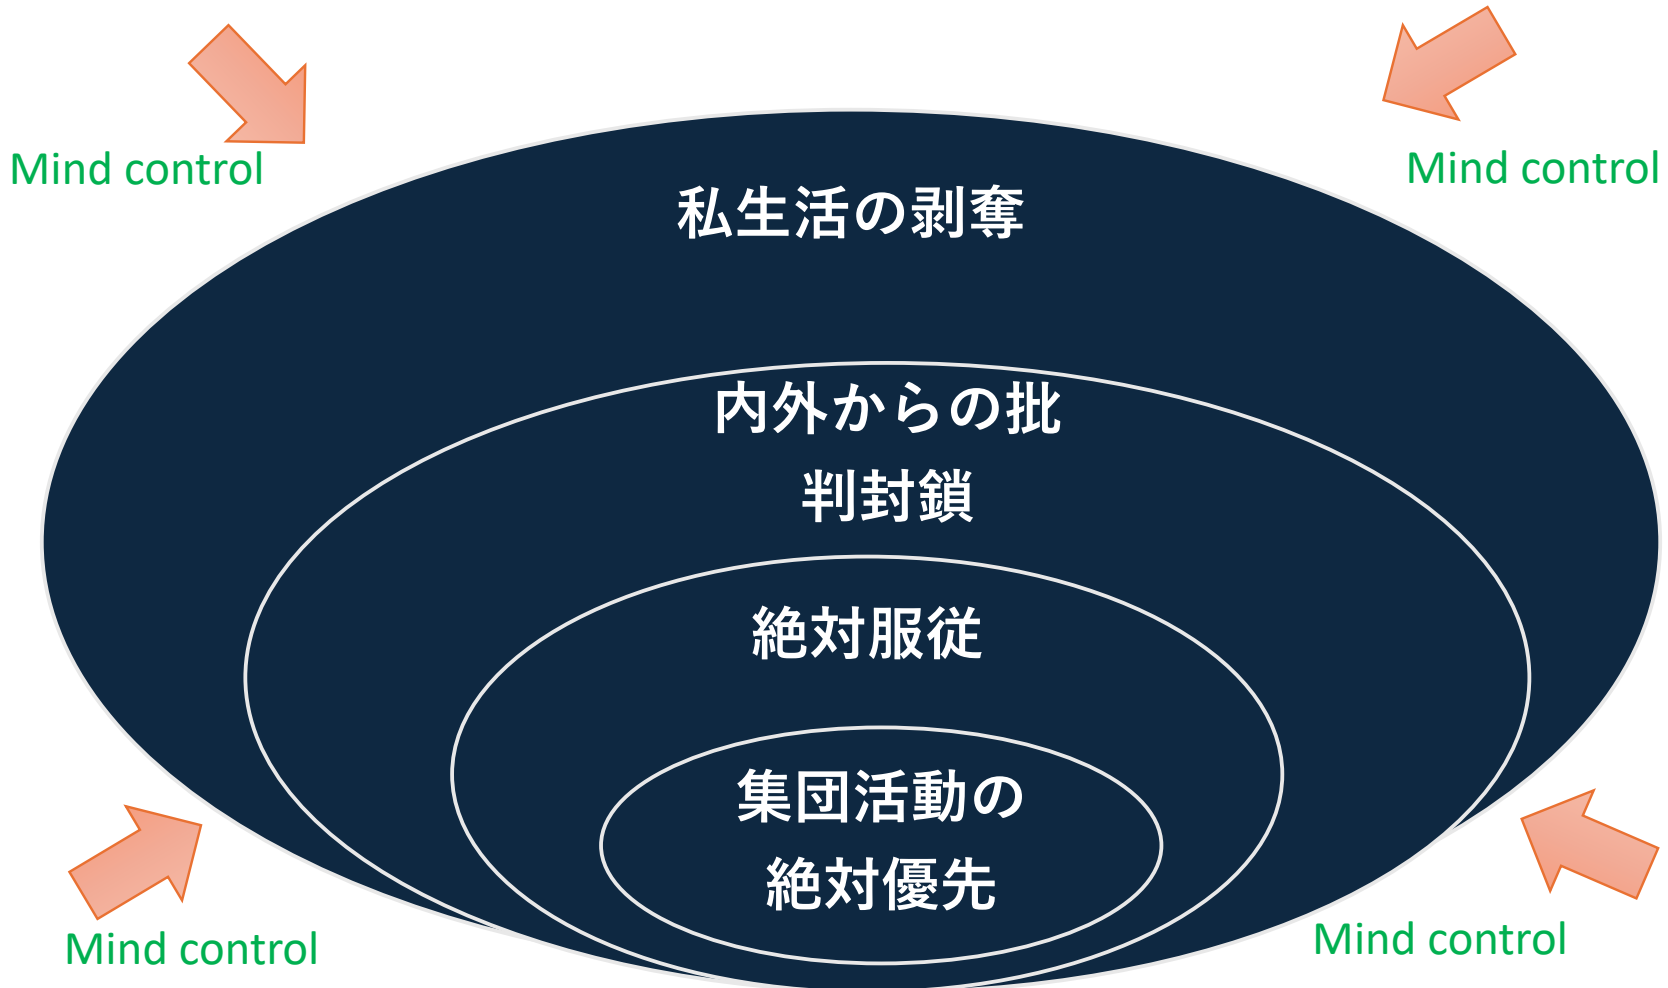 Mind control
Mind control
私生活の剥奪
内外からの批
判封鎖
絶対服従
集団活動の
絶対優先
Mind control
Mind control